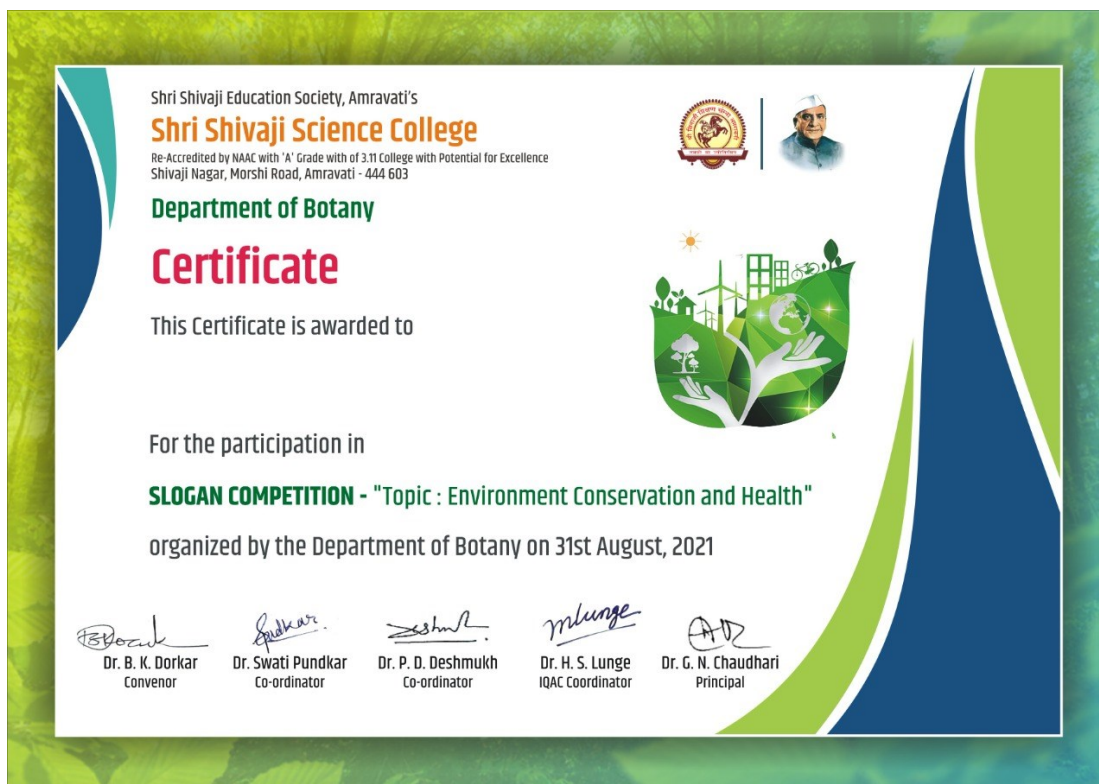 Shri Shivaji Education Society, Amravati's
Shri Shivaji Science College
Re-Accredited by NAAC with 'A' Grade with of 3.11 College with Potential for Excellence
Shivaji Nagar, Morshi Road, Amravati - 444 603
Department of Botany
Certificate
This Certificate is awarded to
For the participation in
SLOGAN COMPETITION - "Topic : Environment Conservation and Health"
organized by the Department of Botany on 31st August, 2021
Dr. B. K. Dorkar
Convenor
Dr. Swati Pundkar
Co-ordinator
Dr. P. D. Deshmukh
Co-ordinator
Dr. H. S. Lunge
IQAC Coordinator
Dr. G. N. Chaudhari
Principal